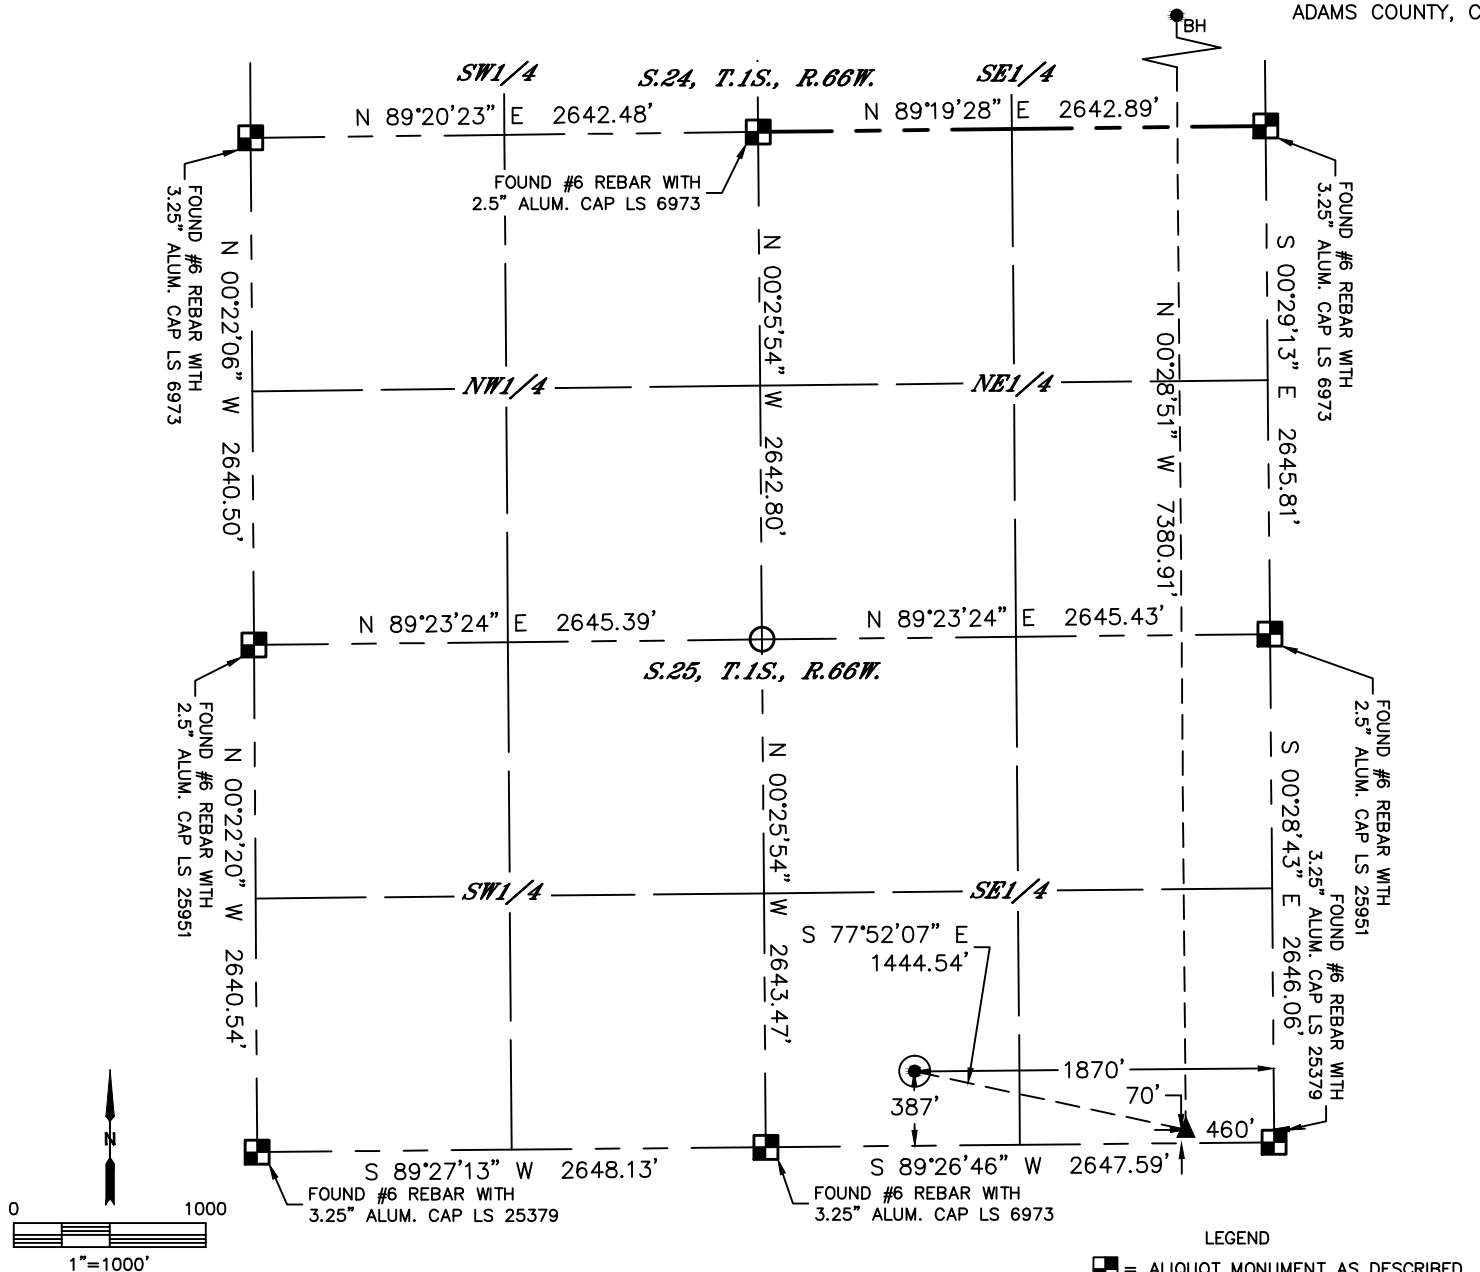 ADAMS COUNTY, C
BH
SW1/4
S.24, T.1S., R.66W.
SE1/4
N 89°20'23" E 2642.48'
N 89°19'28" E 2642.89'
FOUND #6 REBAR WITH
3.25" ALUM. CAP LS 6973
FOUND #6 REBAR WITH
2.5" ALUM. CAP LS 6973
FOUND #6 REBAR WITH
3.25" ALUM. CAP LS 6973
N 00°22'06" W 2640.50'
N 00°25'54" W 2642.80'
N 00°28'51" W 7380.91'
S 00°29'13" E 2645.81'
NW1/4
NE1/4
N 89°23'24" E 2645.39'
N 89°23'24" E 2645.43'
S.25, T.1S., R.66W.
FOUND #6 REBAR WITH
2.5" ALUM. CAP LS 25951
FOUND #6 REBAR WITH
2.5" ALUM. CAP LS 25951
N 00°22'20" W 2640.54'
N 00°25'54" W 2643.47'
S 00°28'43" E 2646.06'
FOUND #6 REBAR WITH
3.25" ALUM. CAP LS 25379
SW1/4
SE1/4
S 77°52'07" E
1444.54'
1870'
387'
70'
460'
N
S 89°27'13" W 2648.13'
S 89°26'46" W 2647.59'
FOUND #6 REBAR WITH
3.25" ALUM. CAP LS 25379
FOUND #6 REBAR WITH
3.25" ALUM. CAP LS 6973
0 1000
1"=1000'
LEGEND
= ALIQUOT MONUMENT AS DESCRIBED